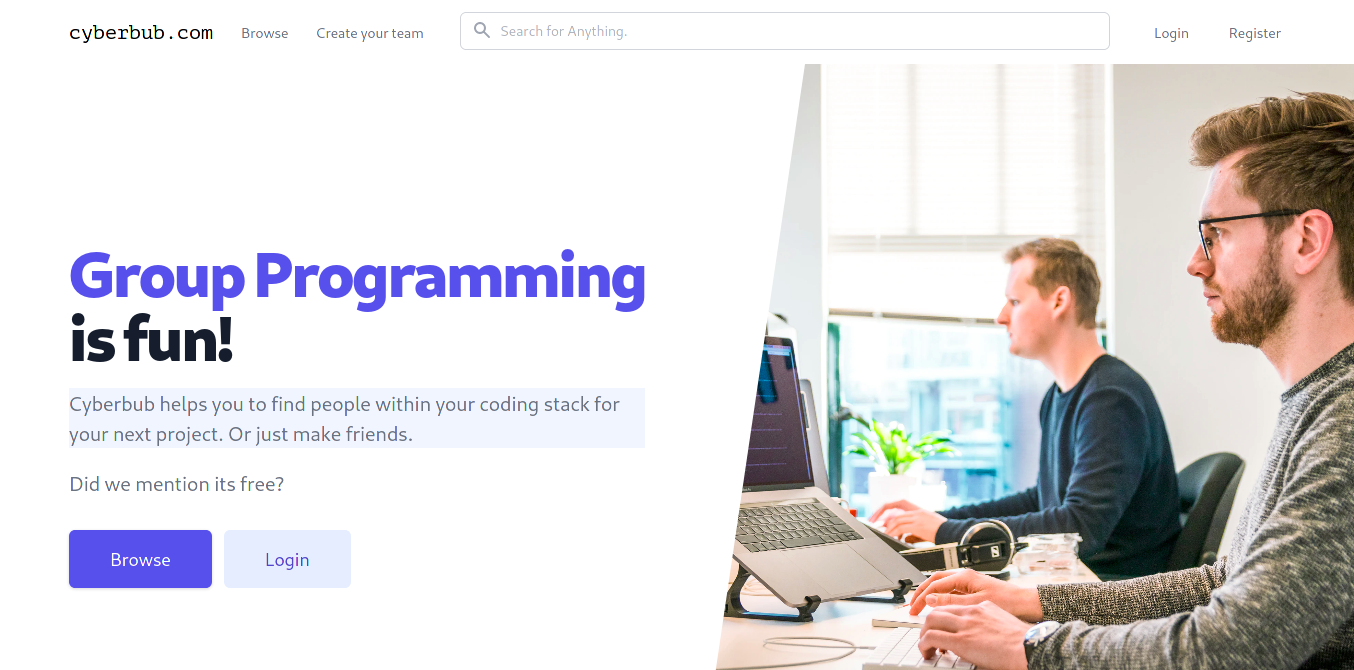 cyberbub.com Browse Create your team Search for Anything. Login Register
Group Programming
is fun!
Cyberbub helps you to find people within your coding stack for
your next project. Or just make friends.
Did we mention its free?
Browse Login